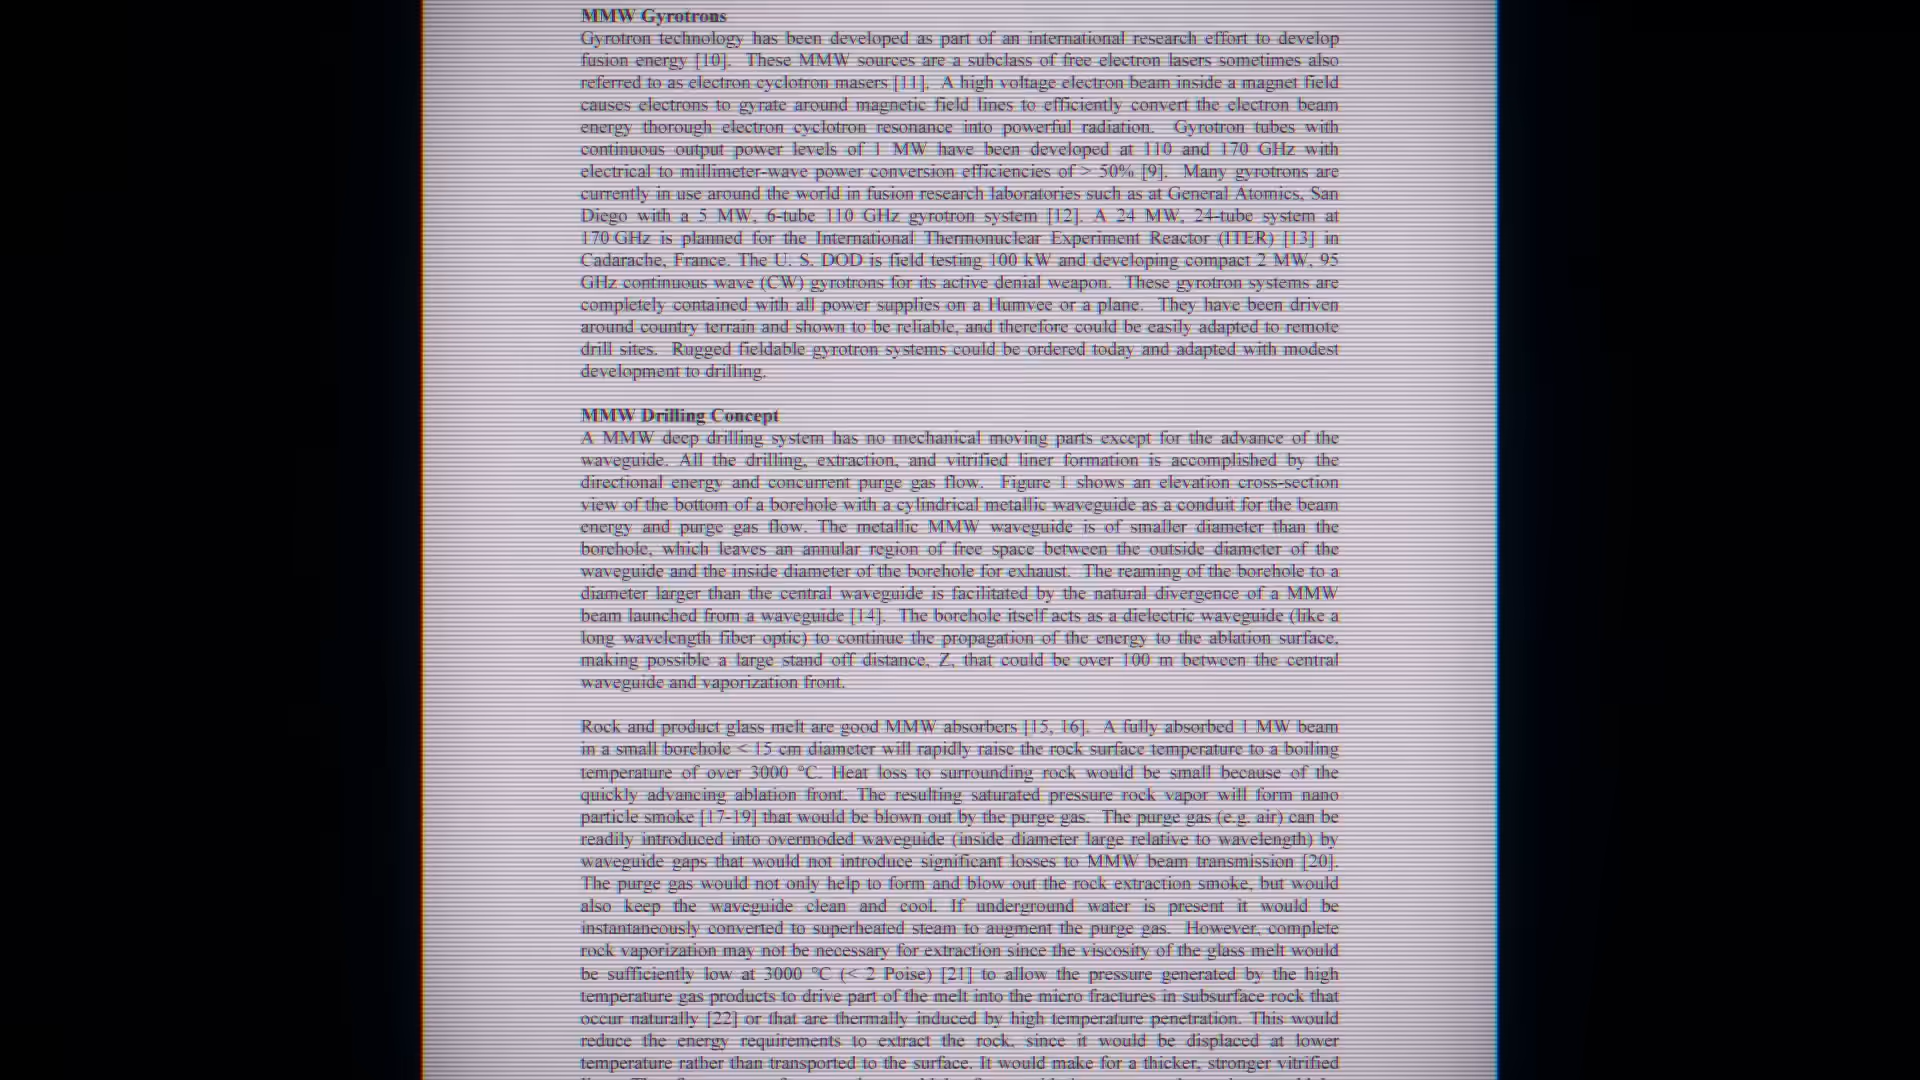 MMW Gyrotrons
Gyrotron technology has been developed as part of an international research effort to develop
fusion energy [10]. These MMW sources are a subclass of free electron lasers sometimes also
referred to as electron cyclotron masers [11]. A high voltage electron beam inside a magnet field
causes electrons to gyrate around magnetic field lines to efficiently convert the electron beam
energy thorough electron cyclotron resonance into powerful radiation. Gyrotron tubes with
continuous output power levels of 1 MW have been developed at 110 and 170 GHz with
electrical to millimeter-wave power conversion efficiencies of > 50% [9]. Many gyrotrons are
currently in use around the world in fusion research laboratories such as at General Atomics, San
Diego with a 5 MW, 6-tube 110 GHz gyrotron system [12]. A 24 MW, 24-tube system at
170 GHz is planned for the International Thermonuclear Experiment Reactor (ITER) [13] in
Cadarache, France. The U. S. DOD is field testing 100 kW and developing compact 2 MW, 95
GHz continuous wave (CW) gyrotrons for its active denial weapon. These gyrotron systems are
completely contained with all power supplies on a Humvee or a plane. They have been driven
around country terrain and shown to be reliable, and therefore could be easily adapted to remote
drill sites. Rugged fieldable gyrotron systems could be ordered today and adapted with modest
development to drilling.
MMW Drilling Concept
A MMW deep drilling system has no mechanical moving parts except for the advance of the
waveguide. All the drilling, extraction, and vitrified liner formation is accomplished by the
directional energy and concurrent purge gas flow. Figure 1 shows an elevation cross-section
view of the bottom of a borehole with a cylindrical metallic waveguide as a conduit for the beam
energy and purge gas flow. The metallic MMW waveguide is of smaller diameter than the
borehole, which leaves an annular region of free space between the outside diameter of the
waveguide and the inside diameter of the borehole for exhaust. The reaming of the borehole to a
diameter larger than the central waveguide is facilitated by the natural divergence of a MMW
beam launched from a waveguide [14]. The borehole itself acts as a dielectric waveguide (like a
long wavelength fiber optic) to continue the propagation of the energy to the ablation surface,
making possible a large stand off distance, Z, that could be over 100 m between the central
waveguide and vaporization front.
Rock and product glass melt are good MMW absorbers [15, 16]. A fully absorbed 1 MW beam
in a small borehole < 15 cm diameter will rapidly raise the rock surface temperature to a boiling
temperature of over 3000 °C. Heat loss to surrounding rock would be small because of the
quickly advancing ablation front. The resulting saturated pressure rock vapor will form nano
particle smoke [17-19] that would be blown out by the purge gas. The purge gas (e.g. air) can be
readily introduced into overmoded waveguide (inside diameter large relative to wavelength) by
waveguide gaps that would not introduce significant losses to MMW beam transmission [20].
The purge gas would not only help to form and blow out the rock extraction smoke, but would
also keep the waveguide clean and cool. If underground water is present it would be
instantaneously converted to superheated steam to augment the purge gas. However, complete
rock vaporization may not be necessary for extraction since the viscosity of the glass melt would
be sufficiently low at 3000 °C (< 2 Poise) [21] to allow the pressure generated by the high
temperature gas products to drive part of the melt into the micro fractures in subsurface rock that
occur naturally [22] or that are thermally induced by high temperature penetration. This would
reduce the energy requirements to extract the rock, since it would be displaced at lower
temperature rather than transported to the surface. It would make for a thicker, stronger vitrified